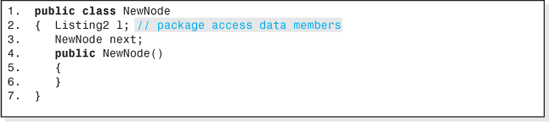 1. public class NewNode
2. { Listing2 l; // package access data members
3. NewNode next;
4. public NewNode()
5. {
6. }
7. }